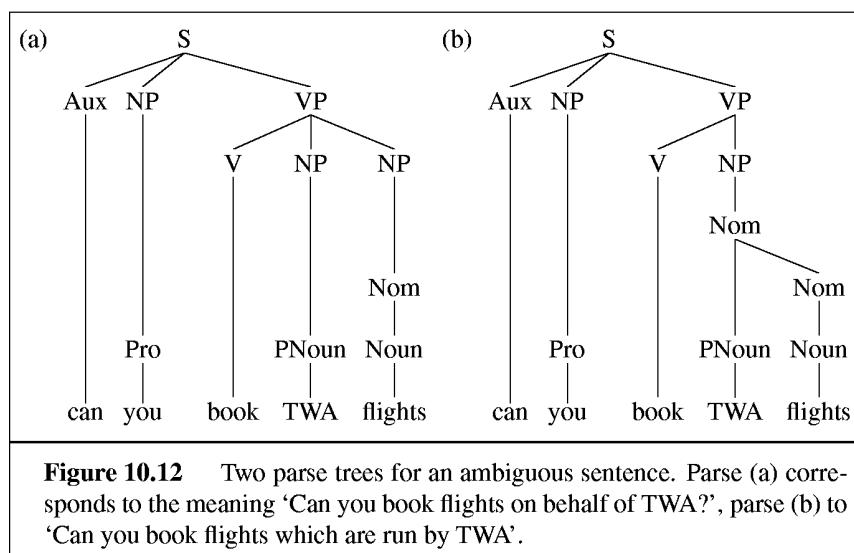 (a) S (b) S
Aux NP VP Aux NP VP
V NP NP V NP
Nom
Nom Nom
Pro PNoun Noun Pro PNoun Noun
can you book TWA flights can you book TWA flights
Figure 10.12 Two parse trees for an ambiguous sentence. Parse (a) corre-
sponds to the meaning ‘Can you book flights on behalf of TWA?’, parse (b) to
‘Can you book flights which are run by TWA’.